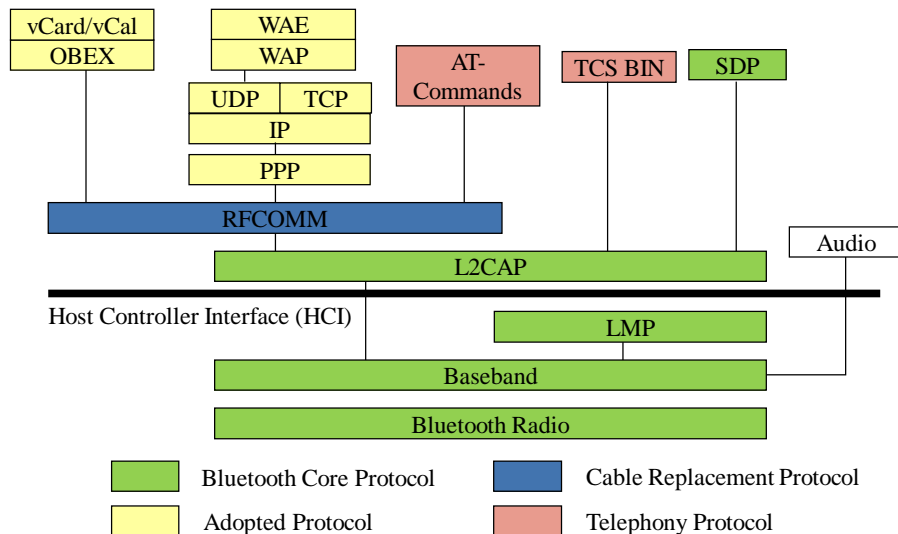 vCard/vCal
OBEX
WAE
WAP
UDP
TCP
IP
PPP
AT-
Commands
TCS BIN
SDP
RFCOMM
L2CAP
Audio
Host Controller Interface (HCI)
LMP
Baseband
Bluetooth Radio
Bluetooth Core Protocol
Cable Replacement Protocol
Adopted Protocol
Telephony Protocol